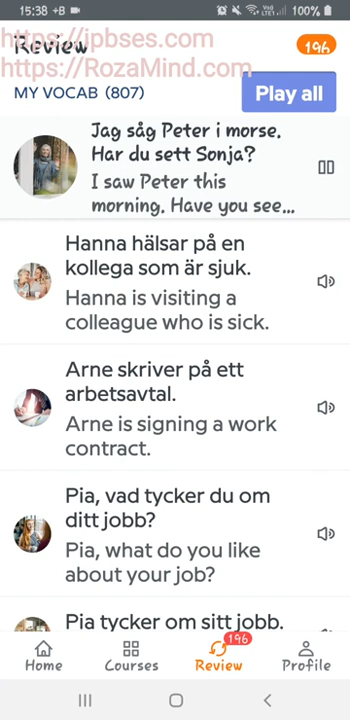 15:38 +B
100%
https://jpbses.com
Review
196
https://RozaMind.com
MY VOCAB (807)
Play all
Jag såg Peter i morse.
Har du sett Sonja?
I saw Peter this
morning. Have you see...
Hanna hälsar på en
kollega som är sjuk.
Hanna is visiting a
colleague who is sick.
Arne skriver på ett
arbetsavtal.
Arne is signing a work
contract.
Pia, vad tycker du om
ditt jobb?
Pia, what do you like
about your job?
Pia tycker om sitt jobb.
196
Home
Courses
Review
Profile